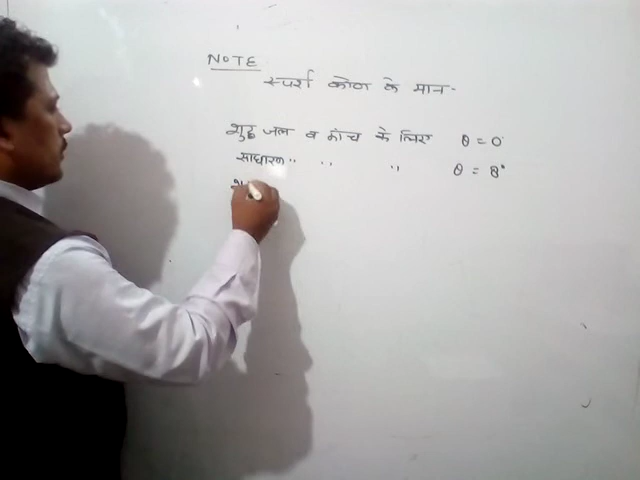 NOTE
स्पर्श कोण के मान-
शुद्ध जल व काँच के लिए θ = 0°
साधारण " " " θ = 8°